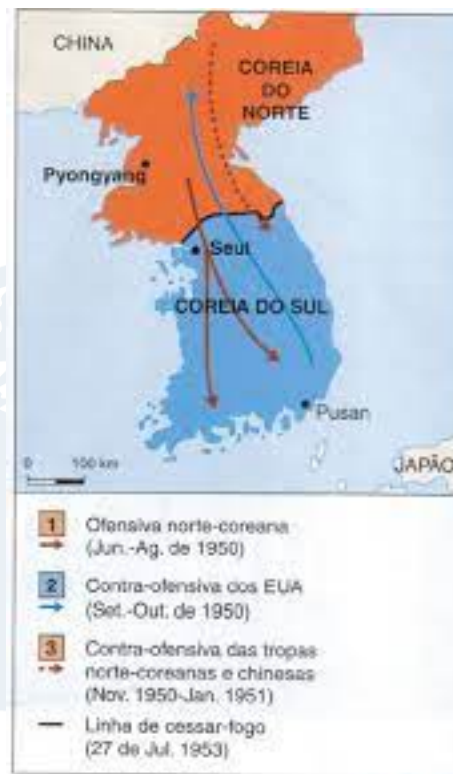 CHINA
COREIA
DO
NORTE
Pyongyang
Seul
COREIA DO SUL
Pusan
JAPÃO
0 100 km
1 Ofensiva norte-coreana
(Jun.-Ag. de 1950)
2 Contra-ofensiva dos EUA
(Set.-Out. de 1950)
3 Contra-ofensiva das tropas
norte-coreanas e chinesas
(Nov. 1950-Jan. 1951)
Linha de cessar-fogo
(27 de Jul. 1953)